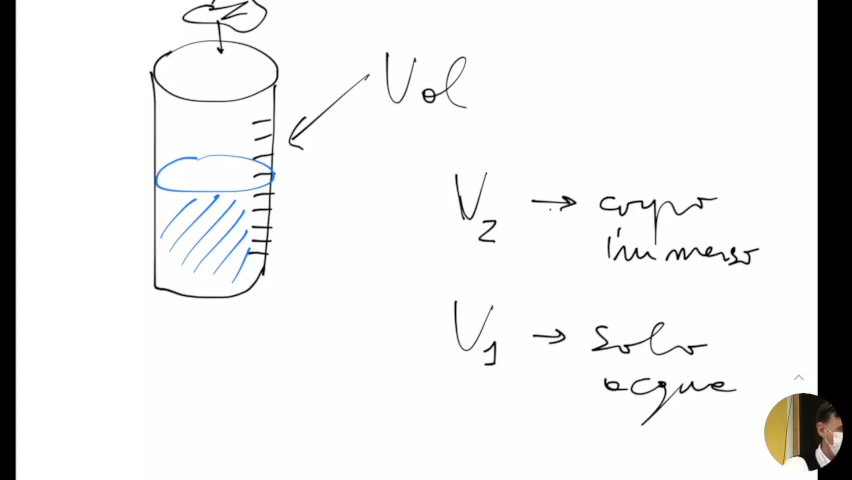 Vol
V2 → corpo
immerso
V1 → solo
acqua